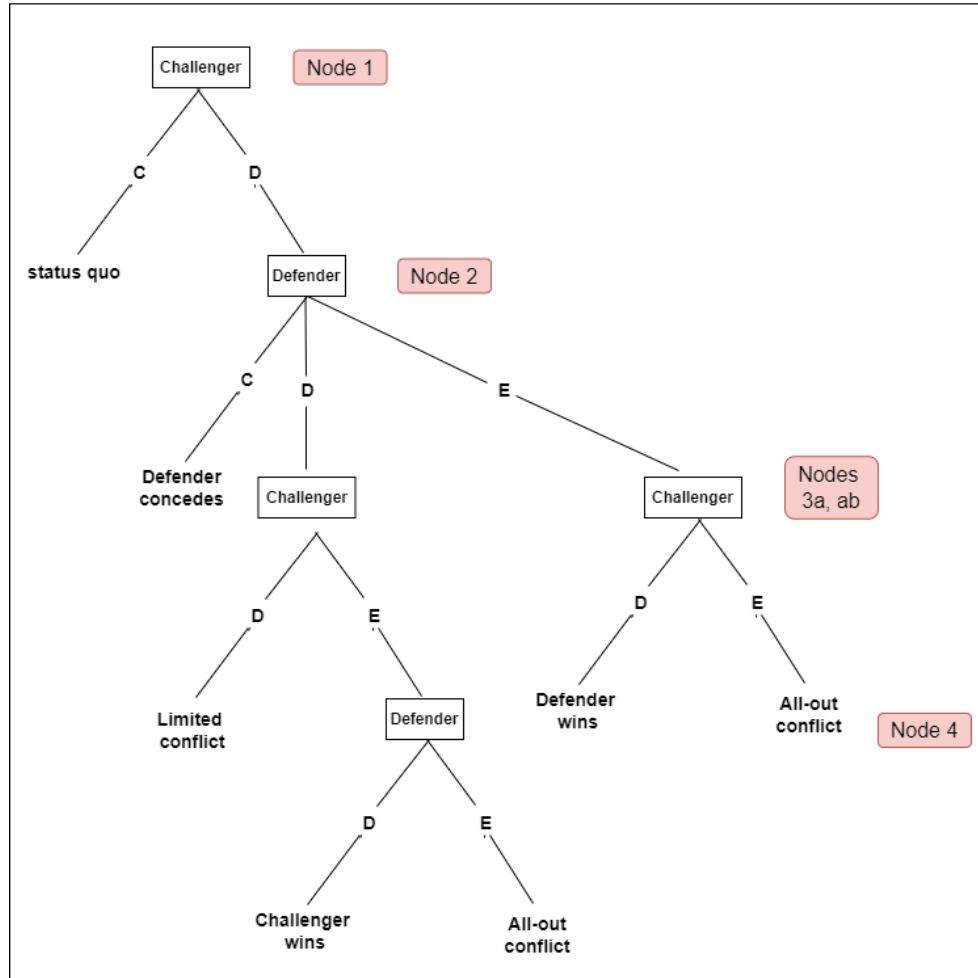 Challenger
Node 1
C
D
status quo
Defender
Node 2
C
D
E
Defender
concedes
Challenger
Challenger
Nodes
3a, ab
D
E
D
E
Limited
conflict
Defender
Defender
wins
All-out
conflict
Node 4
D
E
Challenger
wins
All-out
conflict